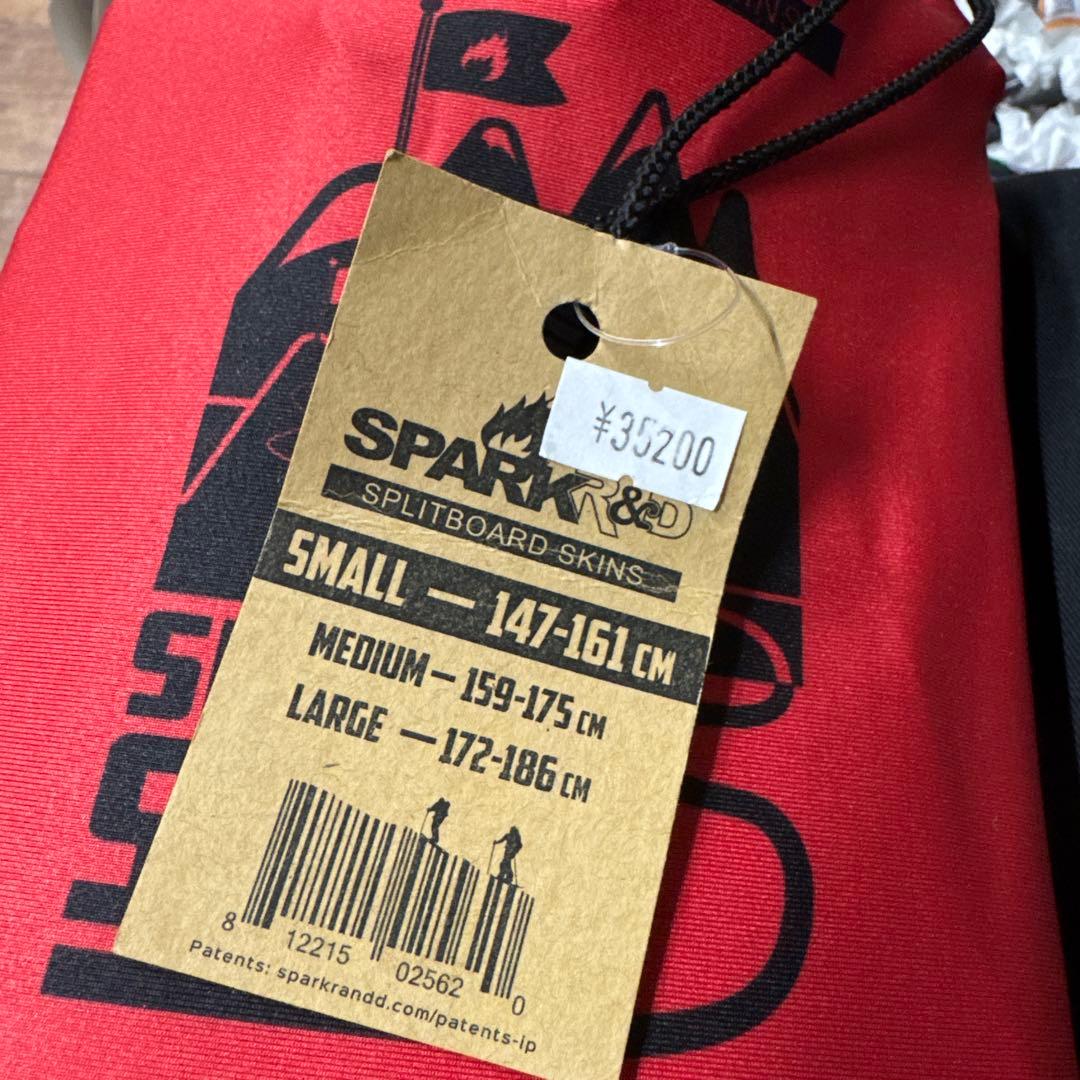 ¥35200
SPARK R&D
SPLITBOARD SKINS
SMALL — 147-161 CM
MEDIUM — 159-175 CM
LARGE — 172-186 CM
8 12215 02562 0
Patents: sparkrandd.com/patents-ip